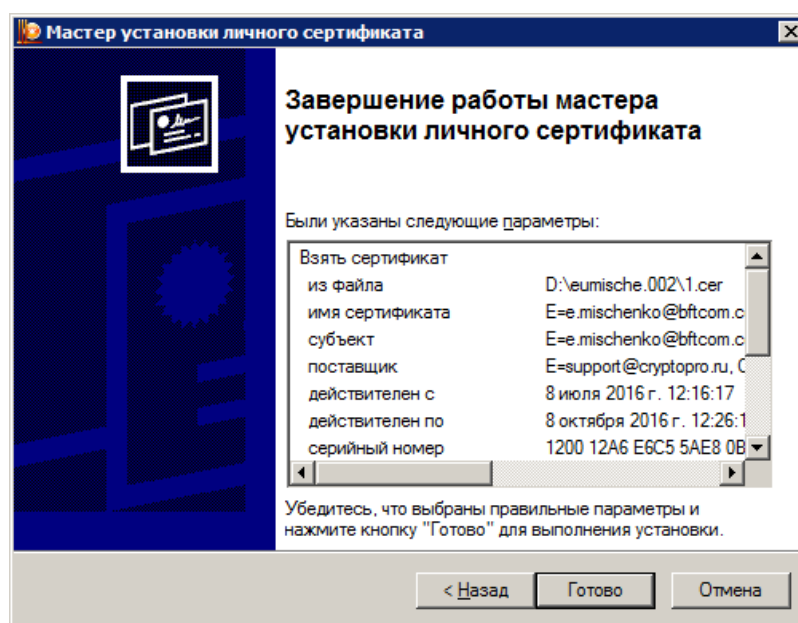 Мастер установки личного сертификата
Завершение работы мастера
установки личного сертификата
Были указаны следующие параметры:
Взять сертификат
из файла D:\eumische.002\1.cer
имя сертификата E=e.mischenko@bftcom.c
субъект E=e.mischenko@bftcom.c
поставщик E=support@cryptopro.ru, C
действителен с 8 июля 2016 г. 12:16:17
действителен по 8 октября 2016 г. 12:26:1
серийный номер 1200 12A6 E6C5 5AE8 0B
Убедитесь, что выбраны правильные параметры и
нажмите кнопку "Готово" для выполнения установки.
< Назад Готово Отмена